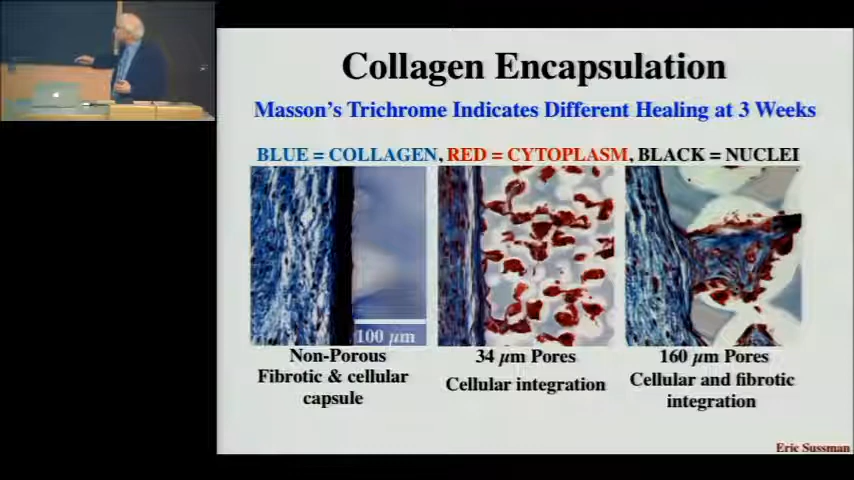 Collagen Encapsulation
Masson's Trichrome Indicates Different Healing at 3 Weeks
BLUE = COLLAGEN, RED = CYTOPLASM, BLACK = NUCLEI
100 µm
Non-Porous
Fibrotic & cellular
capsule
34 µm Pores
Cellular integration
160 µm Pores
Cellular and fibrotic
integration
Eric Sussman